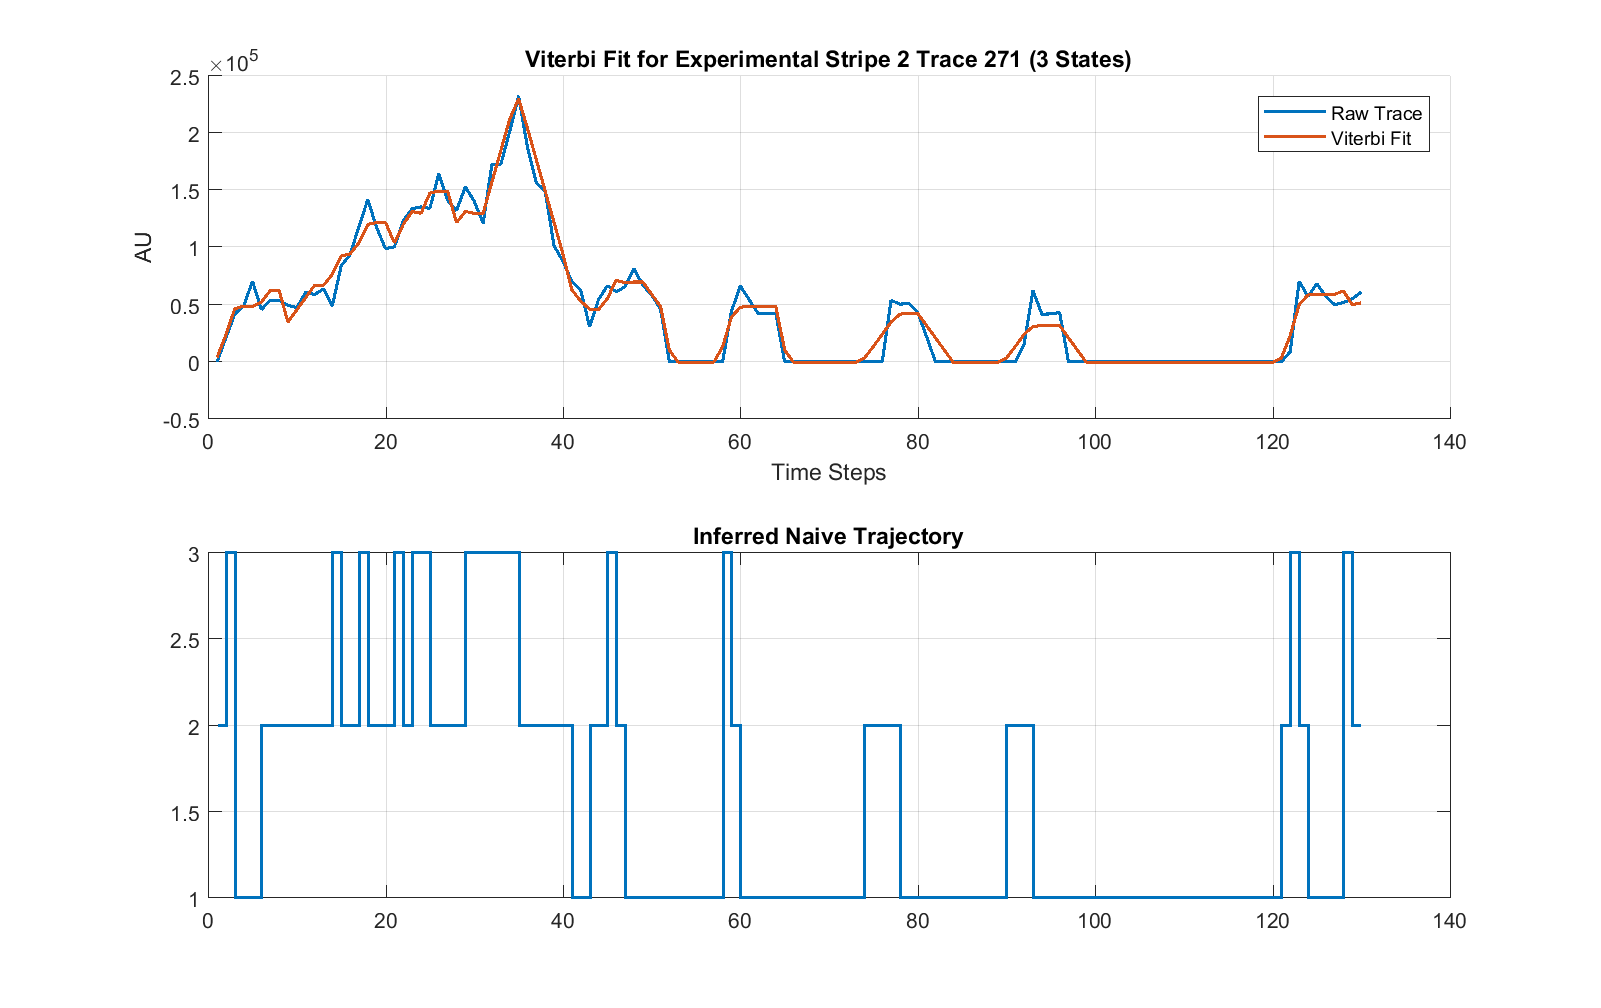 Viterbi Fit for Experimental Stripe 2 Trace 271 (3 States)
×10^5
2.5
2
1.5
1
0.5
0
-0.5
AU
Raw Trace
Viterbi Fit
0 20 40 60 80 100 120 140
Time Steps
Inferred Naive Trajectory
3
2.5
2
1.5
1
0 20 40 60 80 100 120 140